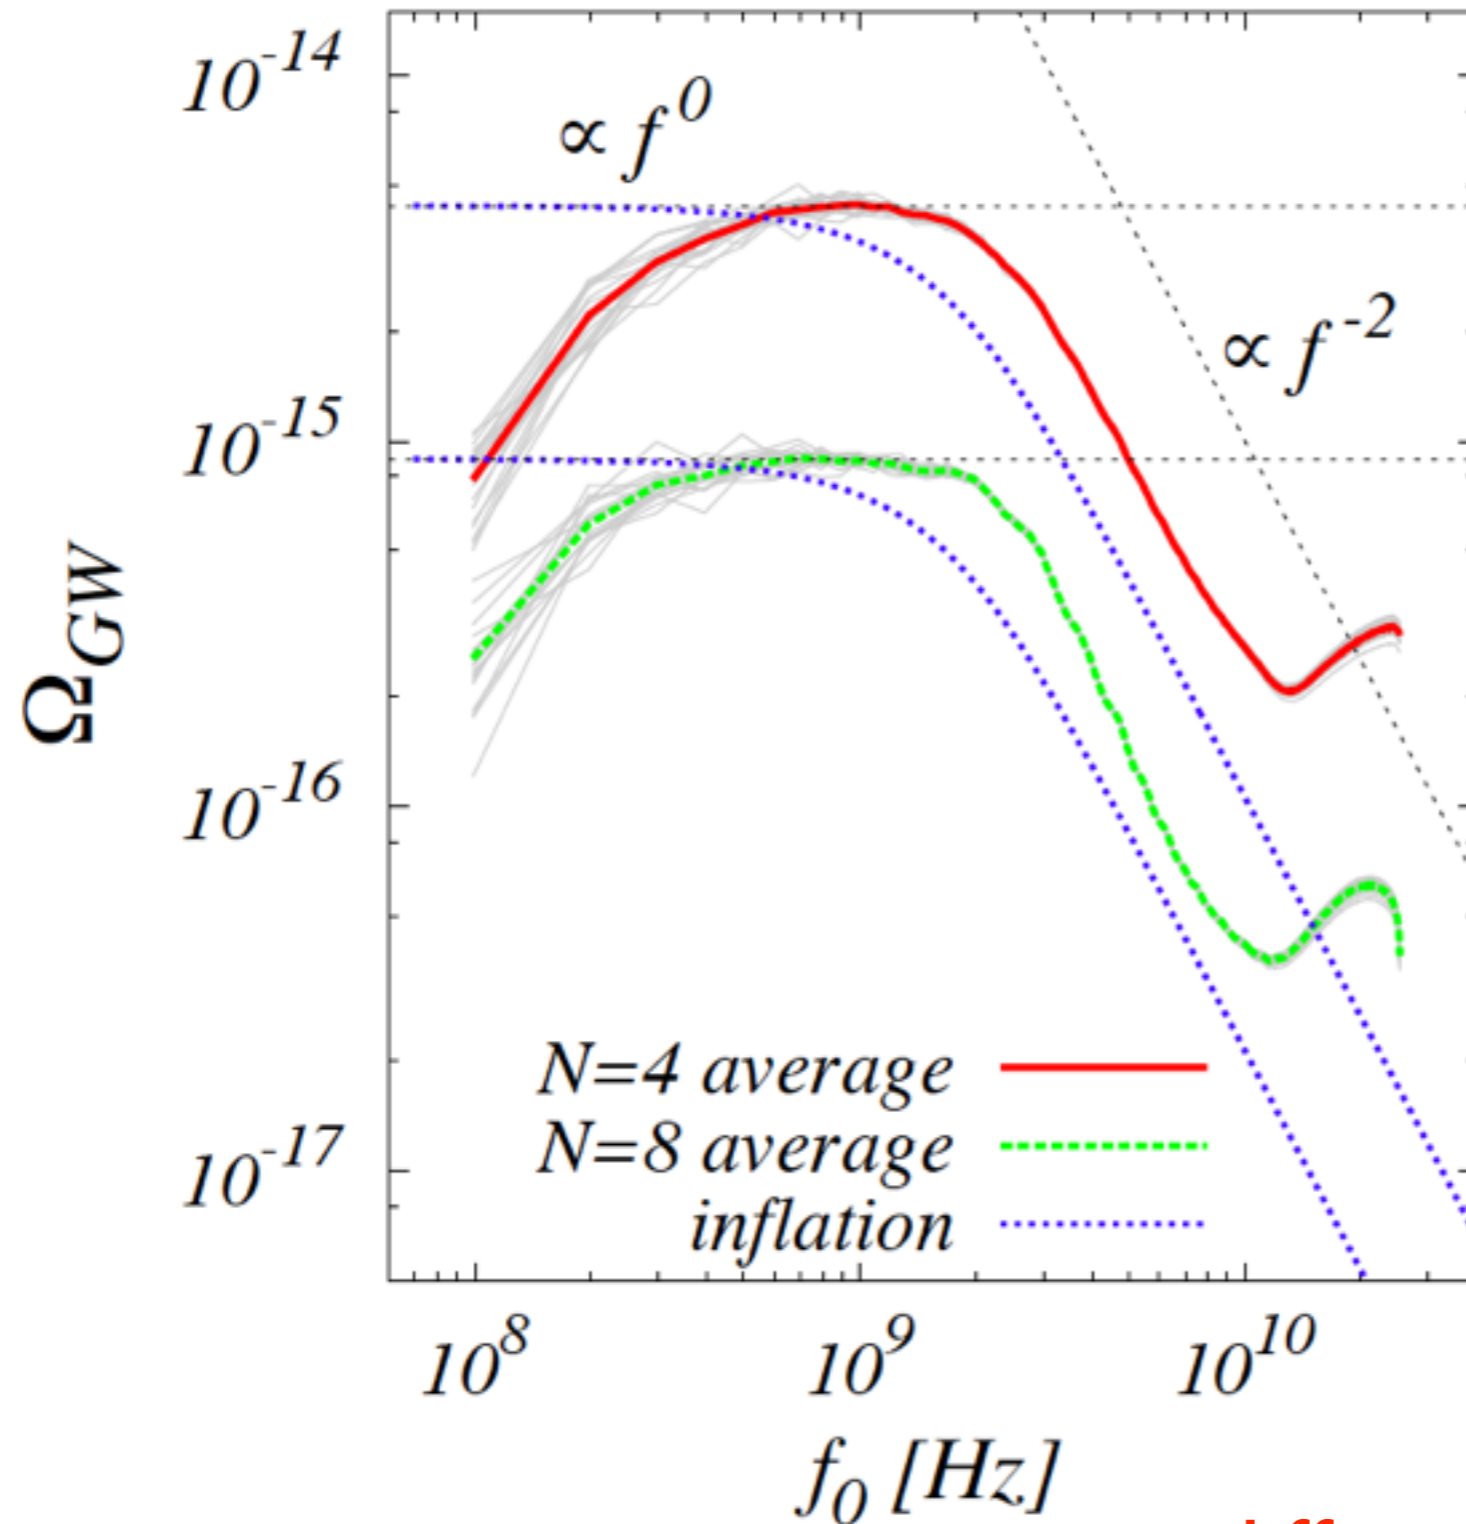 10^-14
∝ f^0
∝ f^-2
10^-15
Ω_GW
10^-16
N=4 average
N=8 average
10^-17
inflation
10^8 10^9 10^10
f_0 [Hz]